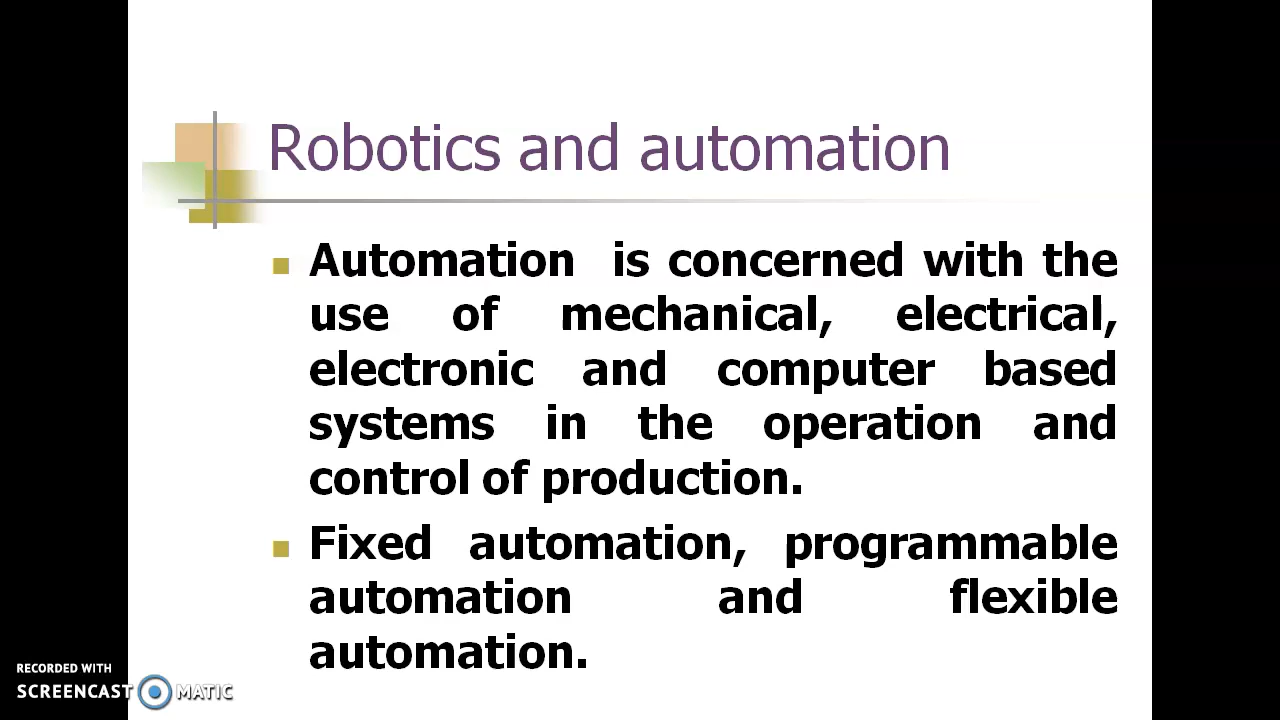 Robotics and automation
Automation is concerned with the
use of mechanical, electrical,
electronic and computer based
systems in the operation and
control of production.
Fixed automation, programmable
automation and flexible
automation.
RECORDED WITH
SCREENCAST MATIC